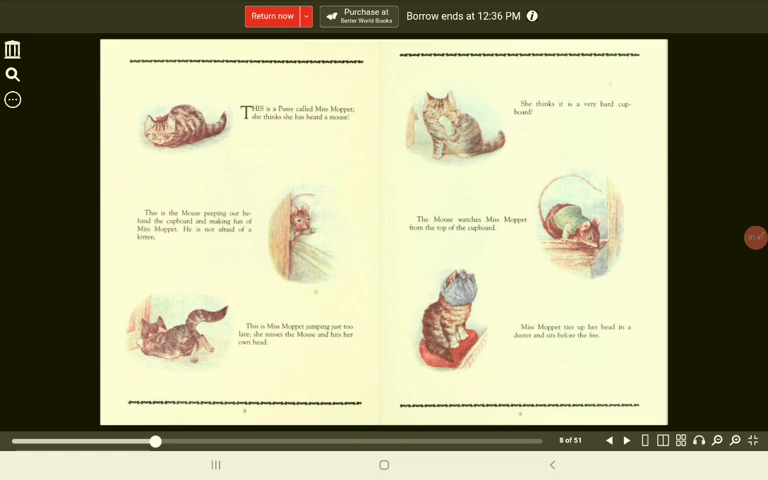 Return now
Purchase at
Better World Books
Borrow ends at 12:36 PM
THIS is a Pussy called Miss Moppet;
she thinks she has heard a mouse!
This is the Mouse peeping out be-
hind the cupboard and making fun of
Miss Moppet. He is not afraid of a
kitten.
This is Miss Moppet jumping just too
late; she misses the Mouse and hits her
own head.
8
She thinks it is a very hard cup-
board!
The Mouse watches Miss Moppet
from the top of the cupboard.
Miss Moppet ties up her head in a
duster and sits before the fire.
9
01:47
8 of 51